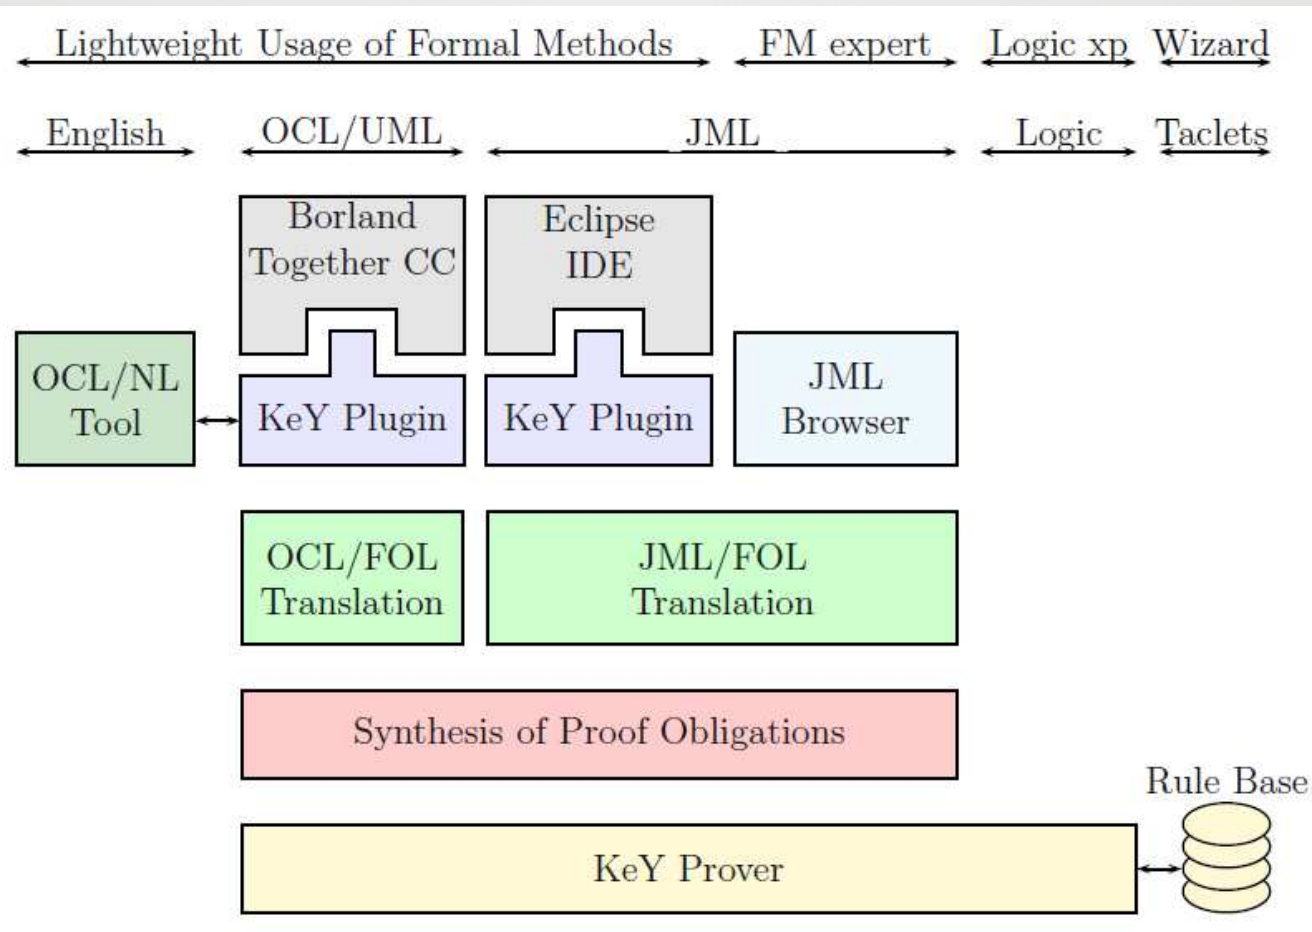 Lightweight Usage of Formal Methods
FM expert
Logic xp
Wizard
English
OCL/UML
JML
Logic
Taclets
Borland
Together CC
Eclipse
IDE
OCL/NL
Tool
KeY Plugin
KeY Plugin
JML
Browser
OCL/FOL
Translation
JML/FOL
Translation
Synthesis of Proof Obligations
Rule Base
KeY Prover